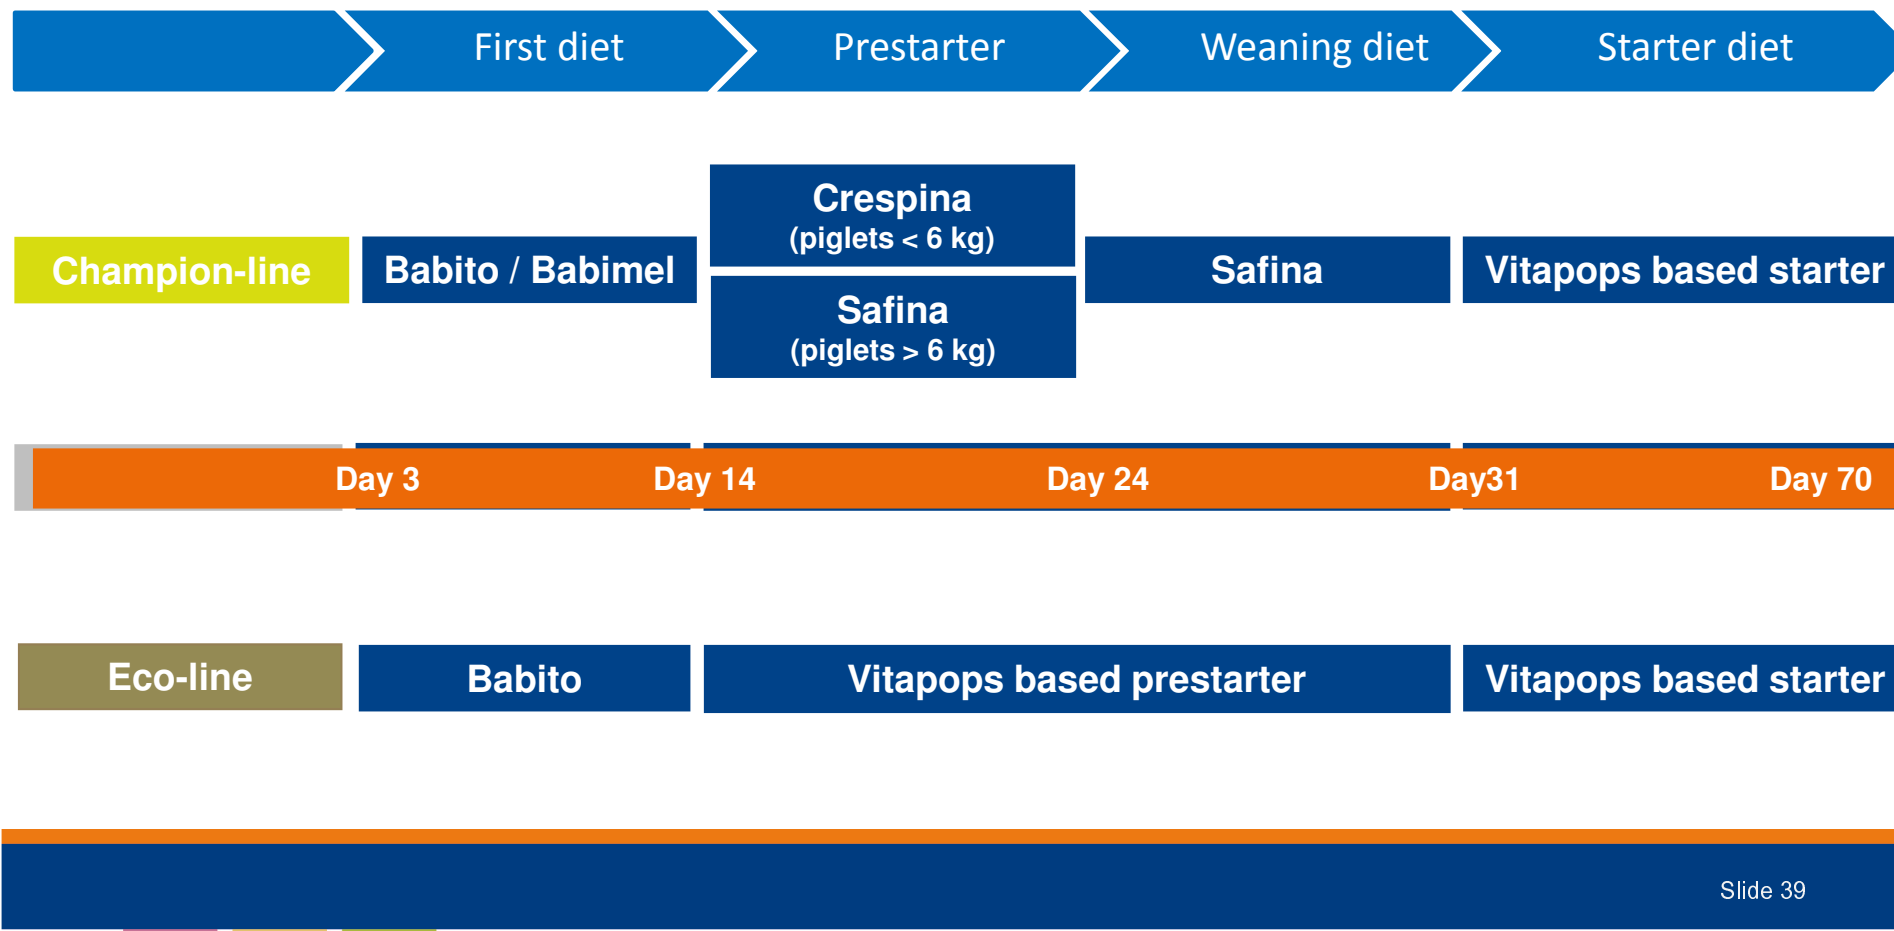 First diet
Prestarter
Weaning diet
Starter diet
Crespina
(piglets < 6 kg)
Champion-line
Babito / Babimel
Safina
Vitapops based starter
Safina
(piglets > 6 kg)
Day 3
Day 14
Day 24
Day31
Day 70
Eco-line
Babito
Vitapops based prestarter
Vitapops based starter
Slide 39